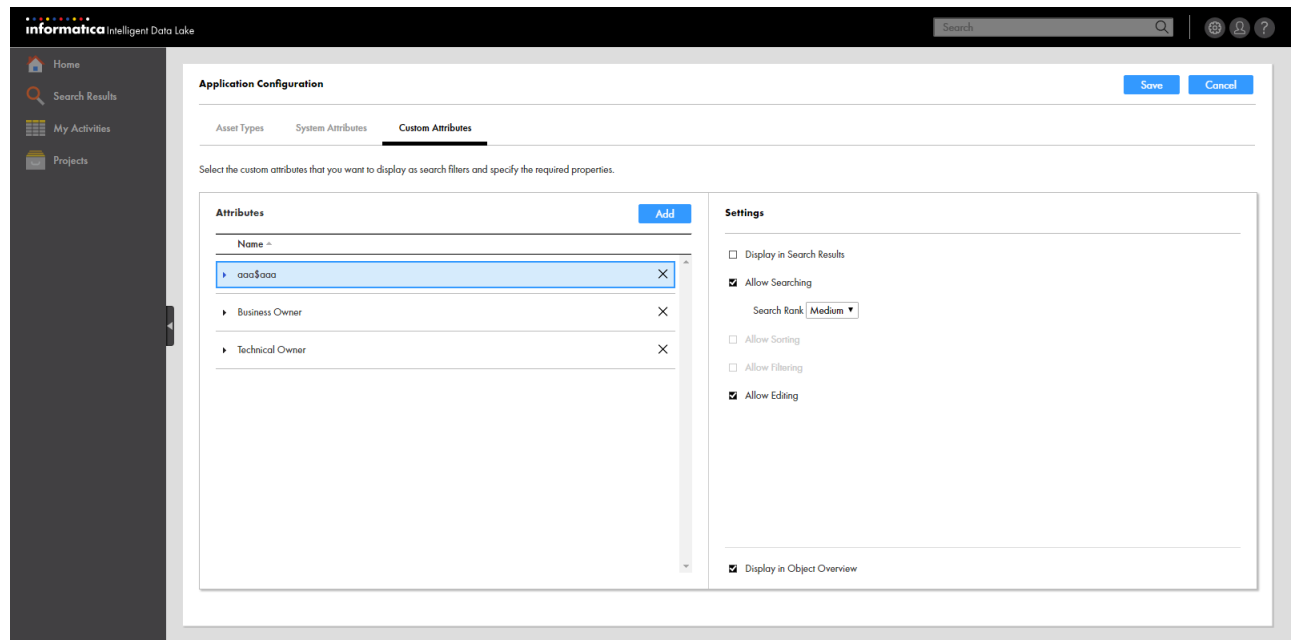 informatica Intelligent Data Lake
Search
Home
Search Results
My Activities
Projects
Application Configuration
Save
Cancel
Asset Types
System Attributes
Custom Attributes
Select the custom attributes that you want to display as search filters and specify the required properties.
Attributes
Add
Name
aaa$aaa
Business Owner
Technical Owner
Settings
Display in Search Results
Allow Searching
Search Rank Medium
Allow Sorting
Allow Filtering
Allow Editing
Display in Object Overview